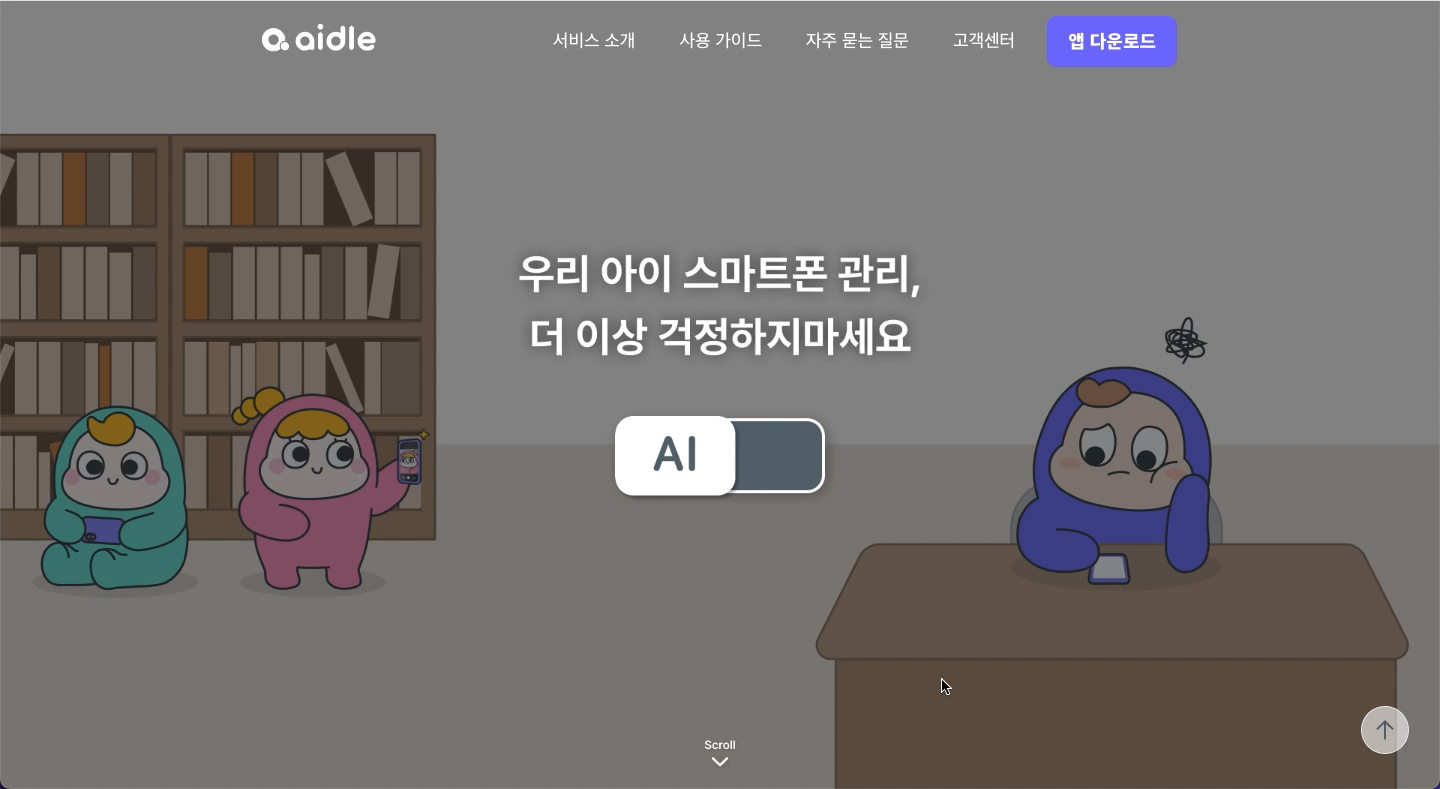 aidle
서비스 소개
사용 가이드
자주 묻는 질문
고객센터
앱 다운로드
우리 아이 스마트폰 관리,
더 이상 걱정하지마세요
AI
Scroll